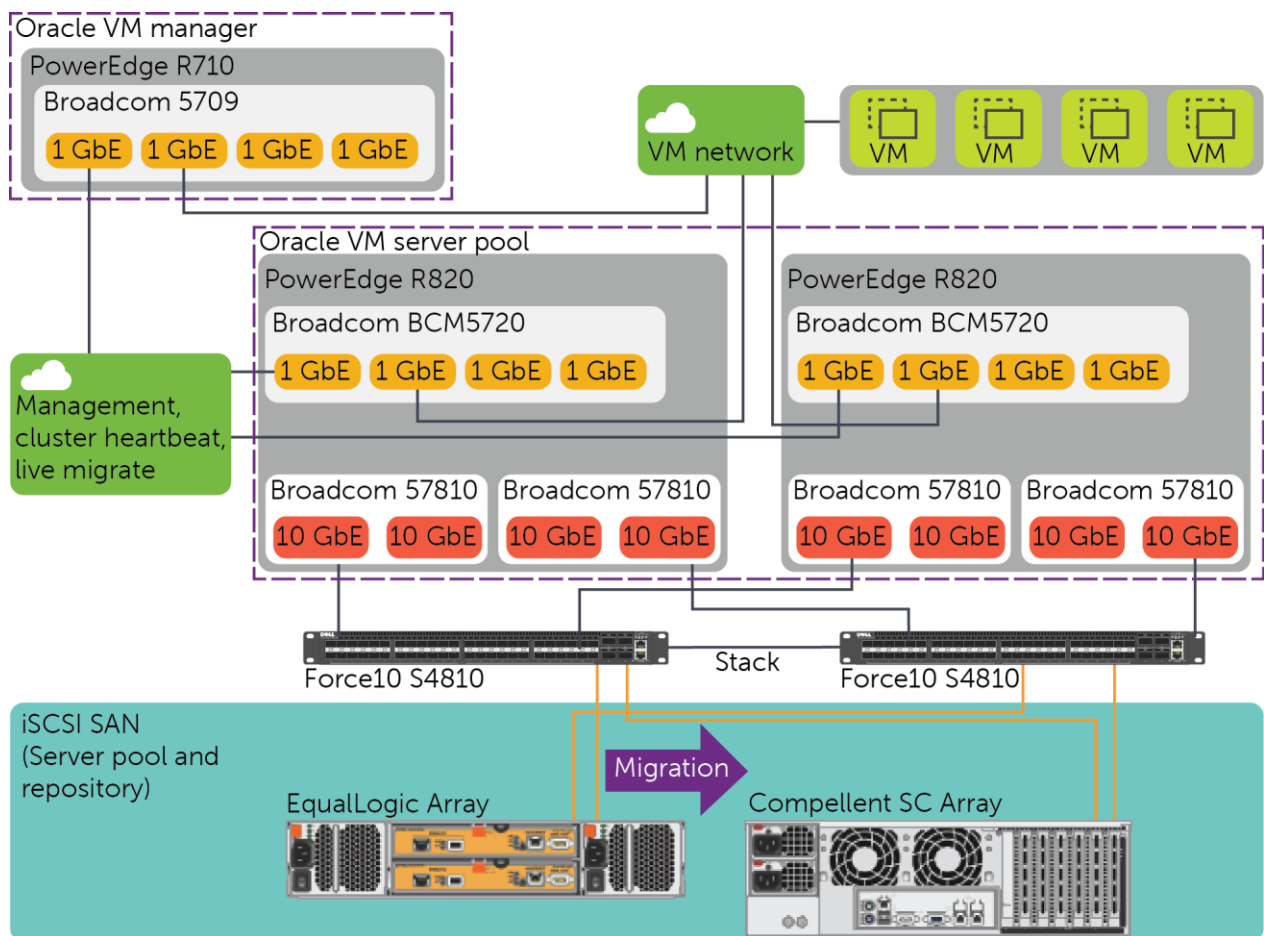 Oracle VM manager
PowerEdge R710
Broadcom 5709
1 GbE
1 GbE
1 GbE
1 GbE
VM network
VM
VM
VM
VM
Oracle VM server pool
PowerEdge R820
Broadcom BCM5720
1 GbE
1 GbE
1 GbE
1 GbE
PowerEdge R820
Broadcom BCM5720
1 GbE
1 GbE
1 GbE
1 GbE
Management,
cluster heartbeat,
live migrate
Broadcom 57810
10 GbE
10 GbE
Broadcom 57810
10 GbE
10 GbE
Broadcom 57810
10 GbE
10 GbE
Broadcom 57810
10 GbE
10 GbE
DELL
Force10 S4810
Stack
DELL
Force10 S4810
iSCSI SAN
(Server pool and
repository)
Migration
EqualLogic Array
Compellent SC Array